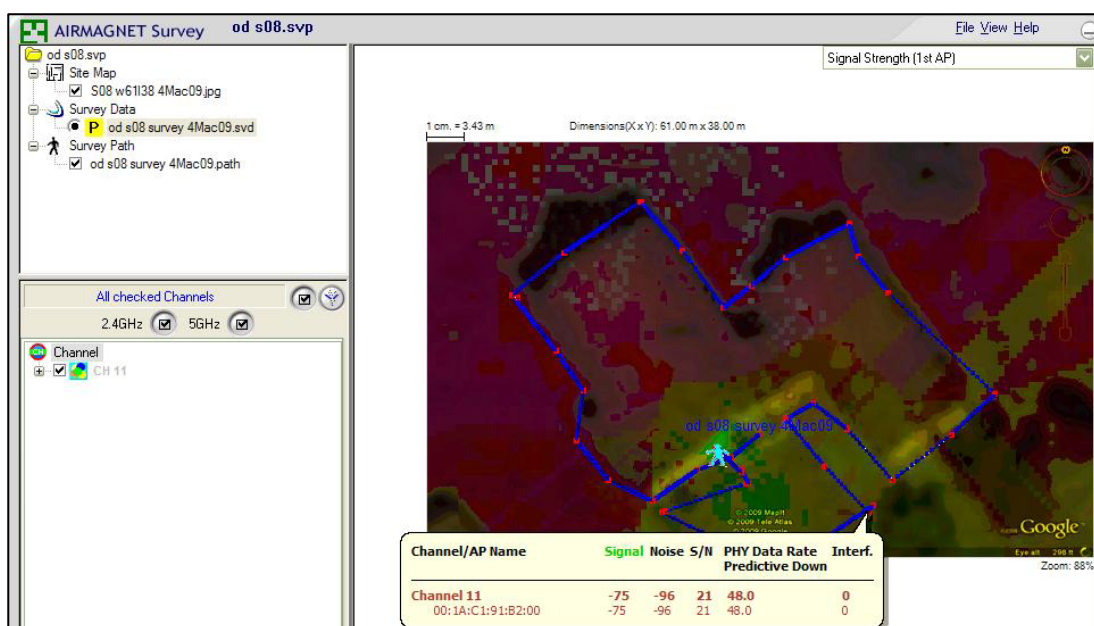 AIRMAGNET Survey od s08.svp File View Help
od s08.svp
Site Map
S08 w61l38 4Mac09.jpg
Survey Data
P od s08 survey 4Mac09.svd
Survey Path
od s08 survey 4Mac09.path
All checked Channels
2.4GHz 5GHz
CH Channel
CH 11
Signal Strength (1st AP)
1 cm. = 3.43 m Dimensions(X x Y): 61.00 m x 38.00 m
od s08 survey 4Mac09
© 2009 MapIt
© 2009 Tele Atlas
© 2009 Google
Google
Eye alt 298 ft
Zoom: 88%
Channel/AP Name Signal Noise S/N PHY Data Rate Interf.
Predictive Down
Channel 11 -75 -96 21 48.0 0
00:1A:C1:91:B2:00 -75 -96 21 48.0 0